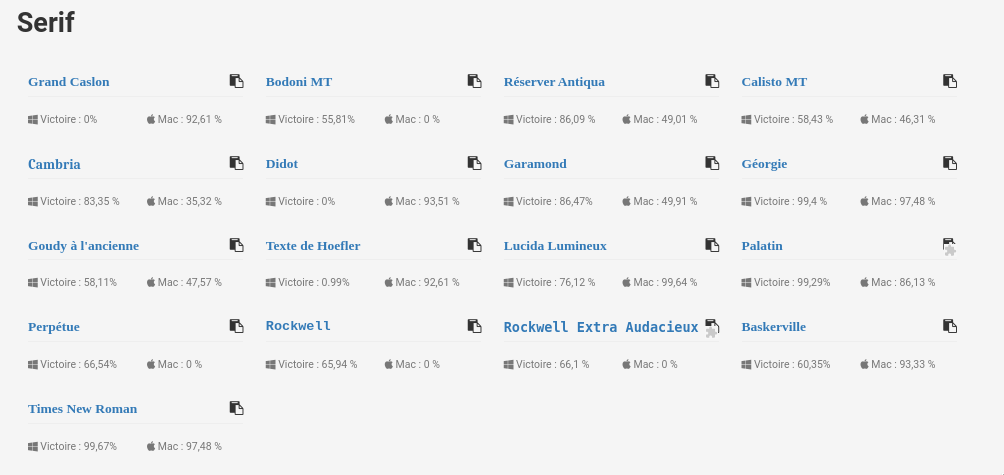 Serif
Grand Caslon
Victoire : 0%
Mac : 92,61 %
Bodoni MT
Victoire : 55,81%
Mac : 0 %
Réserver Antiqua
Victoire : 86,09 %
Mac : 49,01 %
Calisto MT
Victoire : 58,43 %
Mac : 46,31 %
Cambria
Victoire : 83,35 %
Mac : 35,32 %
Didot
Victoire : 0%
Mac : 93,51 %
Garamond
Victoire : 86,47%
Mac : 49,91 %
Géorgie
Victoire : 99,4 %
Mac : 97,48 %
Goudy à l'ancienne
Victoire : 58,11%
Mac : 47,57 %
Texte de Hoefler
Victoire : 0.99%
Mac : 92,61 %
Lucida Lumineux
Victoire : 76,12 %
Mac : 99,64 %
Palatin
Victoire : 99,29%
Mac : 86,13 %
Perpétue
Victoire : 66,54%
Mac : 0 %
Rockwell
Victoire : 65,94 %
Mac : 0 %
Rockwell Extra Audacieux
Victoire : 66,1 %
Mac : 0 %
Baskerville
Victoire : 60,35%
Mac : 93,33 %
Times New Roman
Victoire : 99,67%
Mac : 97,48 %